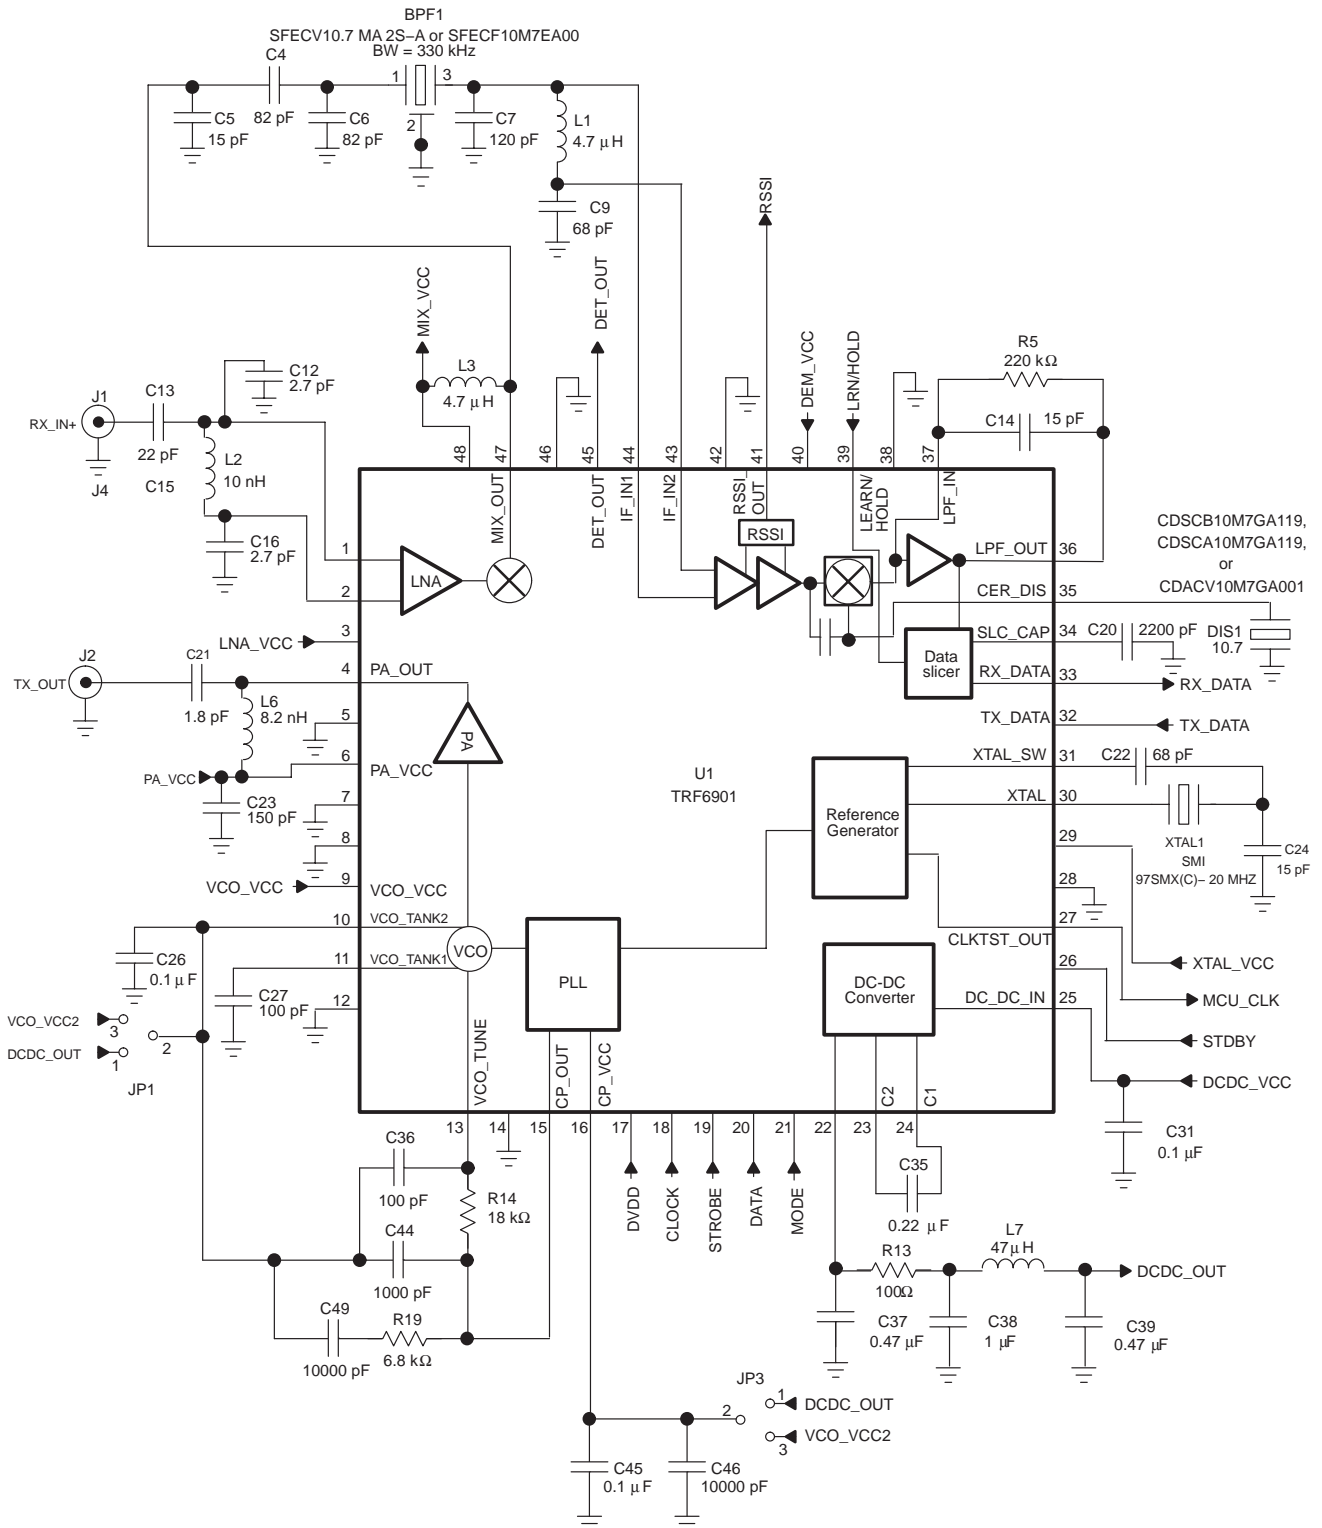 BPF1
SFECV10.7 MA 2S–A or SFECF10M7EA00
BW = 330 kHz
C4
82 pF
1
3
2
C5
15 pF
C6
82 pF
C7
120 pF
L1
4.7 μH
C9
68 pF
MIX_VCC
DET_OUT
RSSI
DEM_VCC
LRN/HOLD
L3
4.7 μH
R5
220 kΩ
C14
15 pF
C12
2.7 pF
J1
C13
RX_IN+
22 pF
J4
C15
L2
10 nH
C16
2.7 pF
48
47
46
45
44
43
42
41
40
39
38
37
MIX_OUT
DET_OUT
IF_IN1
IF_IN2
RSSI_
OUT
LEARN/
HOLD
LPF_IN
RSSI
LNA
1
2
LPF_OUT
36
CER_DIS
35
CDSCB10M7GA119,
CDSCA10M7GA119,
or
CDACV10M7GA001
SLC_CAP
34
C20
2200 pF
DIS1
10.7
Data
slicer
RX_DATA
33
RX_DATA
TX_DATA
32
TX_DATA
LNA_VCC
3
J2
TX_OUT
C21
1.8 pF
4
PA_OUT
L6
8.2 nH
5
PA
PA_VCC
6
PA_VCC
C23
150 pF
7
8
VCO_VCC
9
VCO_VCC
U1
TRF6901
Reference
Generator
XTAL_SW
31
C22
68 pF
XTAL
30
29
XTAL1
SMI
97SMX(C)– 20 MHZ
C24
15 pF
28
27
CLKTST_OUT
26
XTAL_VCC
DC_DC_IN
25
MCU_CLK
STDBY
DCDC_VCC
C31
0.1 μF
10
VCO_TANK2
C26
0.1 μF
11
VCO_TANK1
C27
100 pF
12
VCO
PLL
DC-DC
Converter
VCO_VCC2
3
DCDC_OUT
1
2
JP1
VCO_TUNE
CP_OUT
CP_VCC
C2
C1
13
14
15
16
17
18
19
20
21
22
23
24
DVDD
CLOCK
STROBE
DATA
MODE
C36
100 pF
R14
18 kΩ
C44
1000 pF
C49
10000 pF
R19
6.8 kΩ
C35
0.22 μF
R13
100Ω
L7
47μH
DCDC_OUT
C37
0.47 μF
C38
1 μF
C39
0.47 μF
JP3
2
1
DCDC_OUT
3
VCO_VCC2
C45
0.1 μF
C46
10000 pF